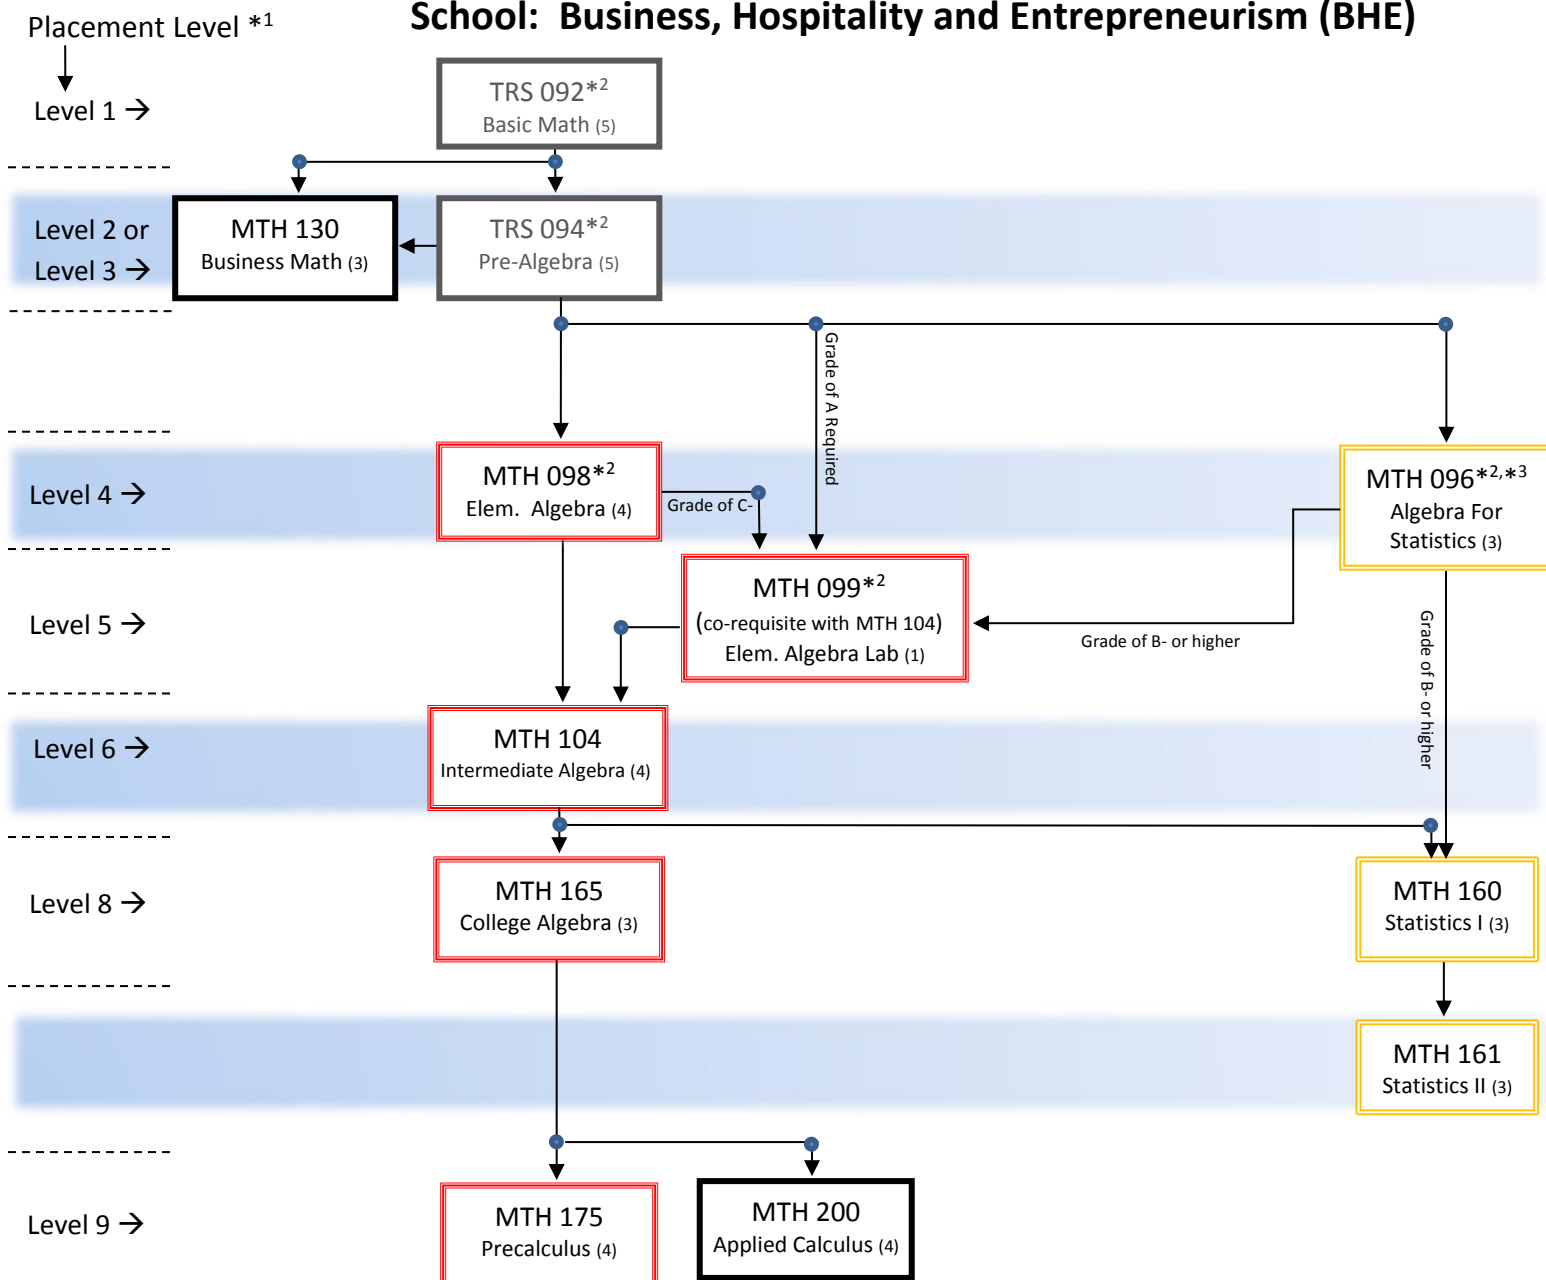 School:  Business, Hospitality and Entrepreneurism (BHE)
Placement Level *1
Level 1 →
TRS 092*2
Basic Math (5)
Level 2 or
Level 3 →
MTH 130
Business Math (3)
TRS 094*2
Pre-Algebra (5)
Grade of A Required
Level 4 →
MTH 098*2
Elem.  Algebra (4)
Grade of C-
MTH 096*2,*3
Algebra For
Statistics (3)
Level 5 →
MTH 099*2
(co-requisite with MTH 104)
Elem. Algebra Lab (1)
Grade of B- or higher
Grade of B- or higher
Level 6 →
MTH 104
Intermediate Algebra (4)
Level 8 →
MTH 165
College Algebra (3)
MTH 160
Statistics I (3)
MTH 161
Statistics II (3)
Level 9 →
MTH 175
Precalculus (4)
MTH 200
Applied Calculus (4)